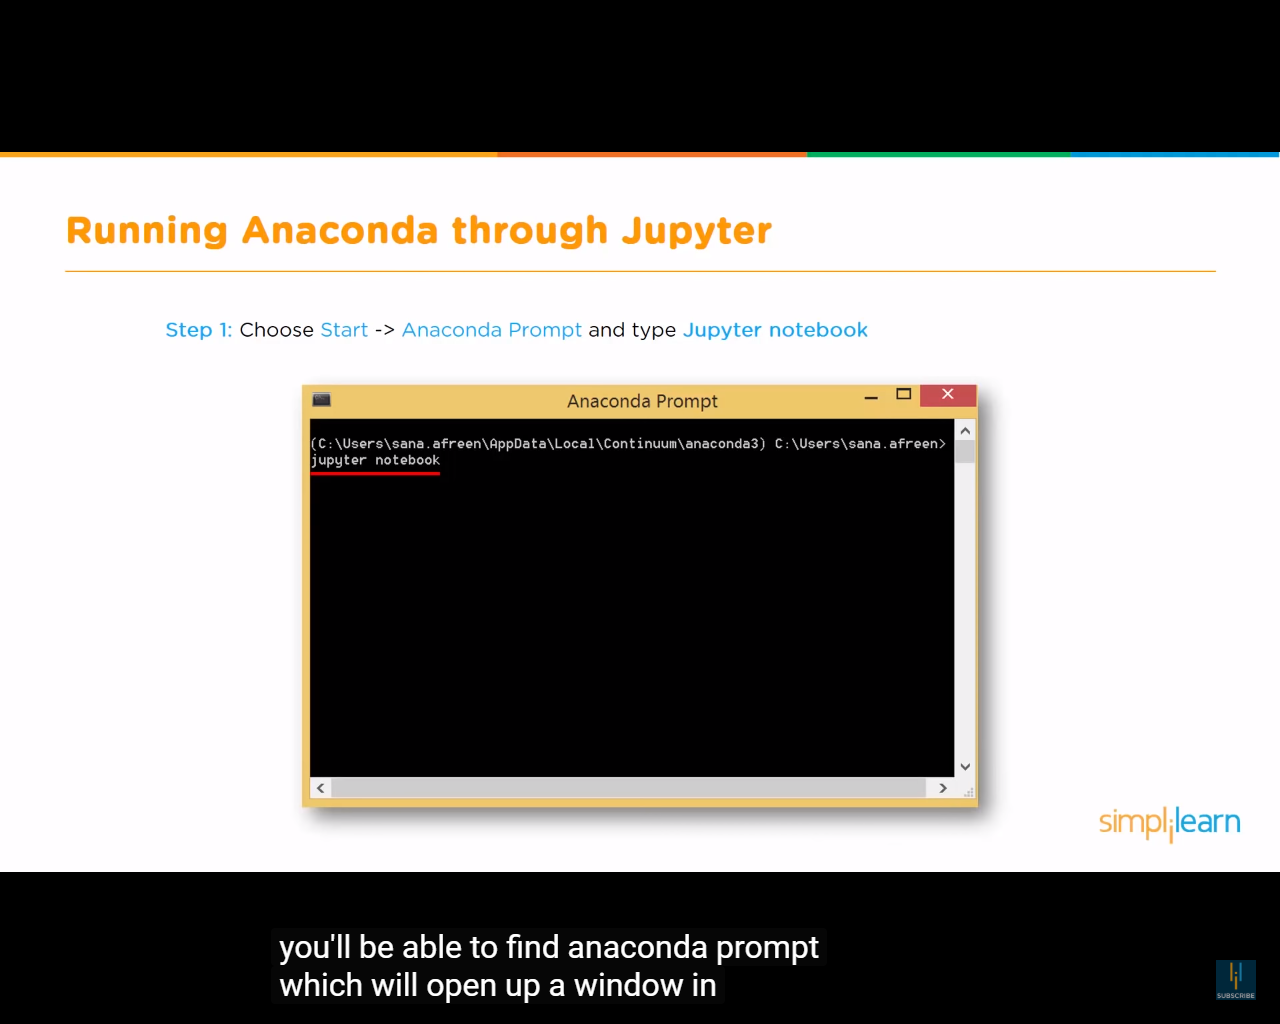 Running Anaconda through Jupyter
Step 1: Choose Start -> Anaconda Prompt and type Jupyter notebook
Anaconda Prompt
(C:\Users\sana.afreen\AppData\Local\Continuum\anaconda3) C:\Users\sana.afreen>
jupyter notebook
simplilearn
you'll be able to find anaconda prompt
which will open up a window in
SUBSCRIBE